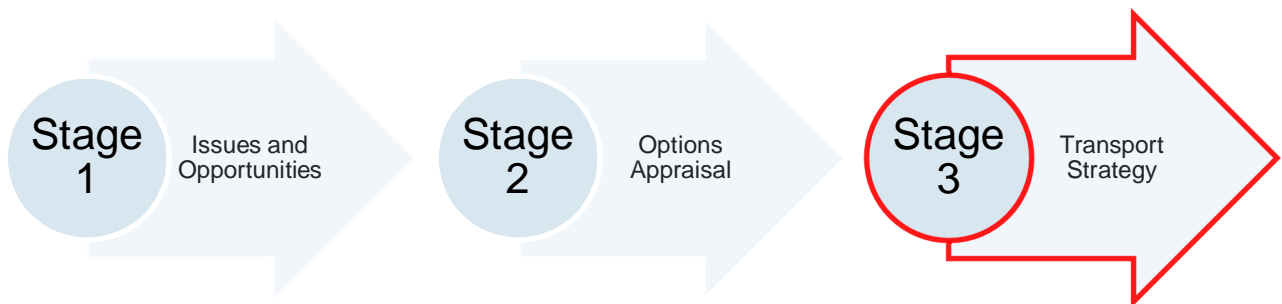 Stage
1
Issues and
Opportunities
Stage
2
Options
Appraisal
Stage
3
Transport
Strategy